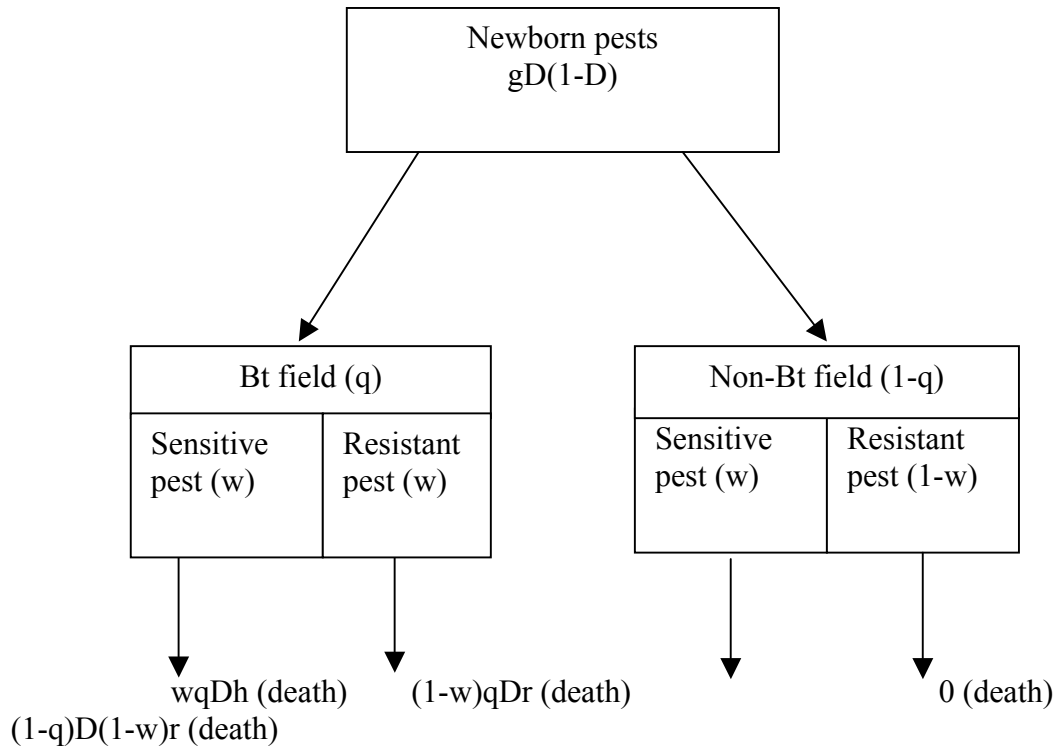 Newborn pests
gD(1-D)
Bt field (q)
Non-Bt field (1-q)
Sensitive
pest (w)
Resistant
pest (w)
Sensitive
pest (w)
Resistant
pest (1-w)
wqDh (death)
(1-w)qDr (death)
0 (death)
(1-q)D(1-w)r (death)